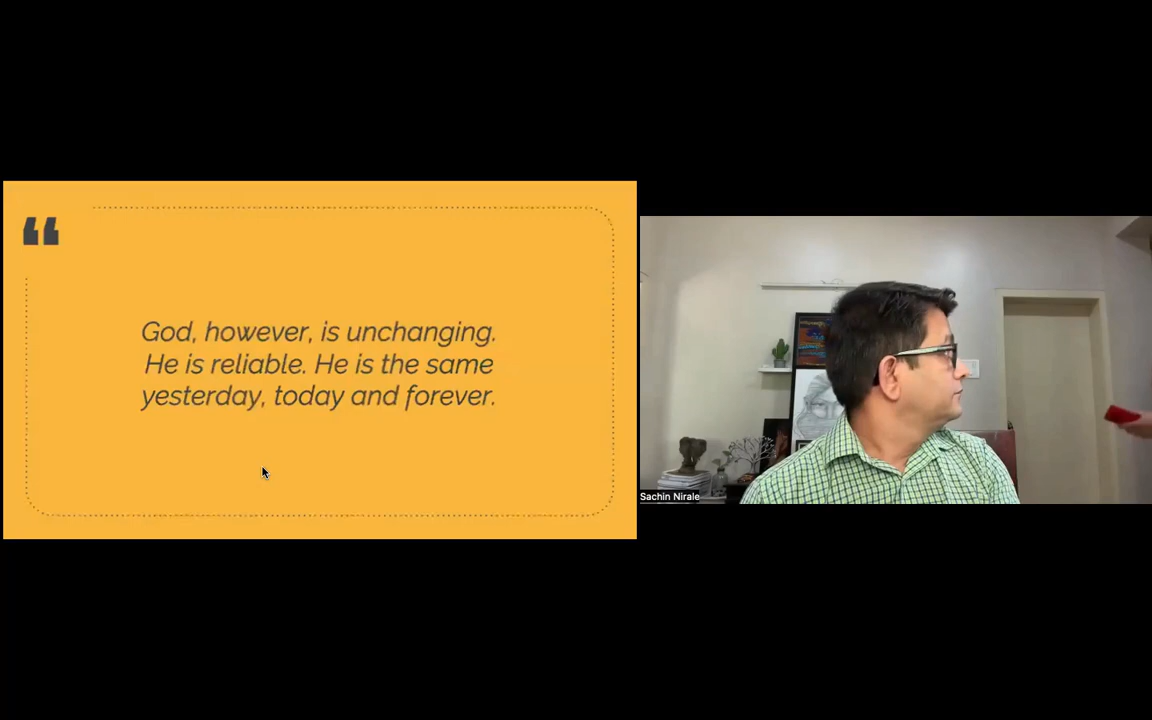 ❝
God, however, is unchanging.
He is reliable. He is the same
yesterday, today and forever.
Sachin Nirale